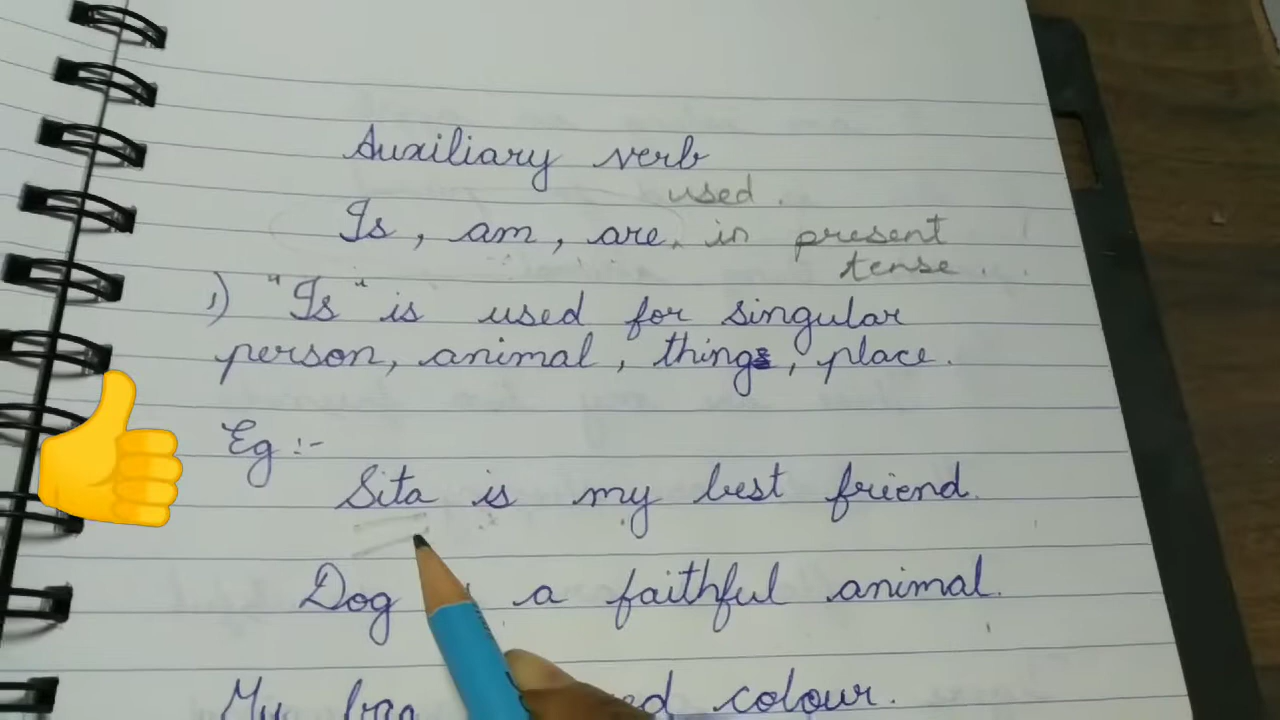 Auxiliary verb
used.
Is, am, are, in present
tense.
1) "Is" is used for singular
person, animal, things, place.
Eg :-
Sita is my best friend.
Dog a faithful animal.
My bag colour.